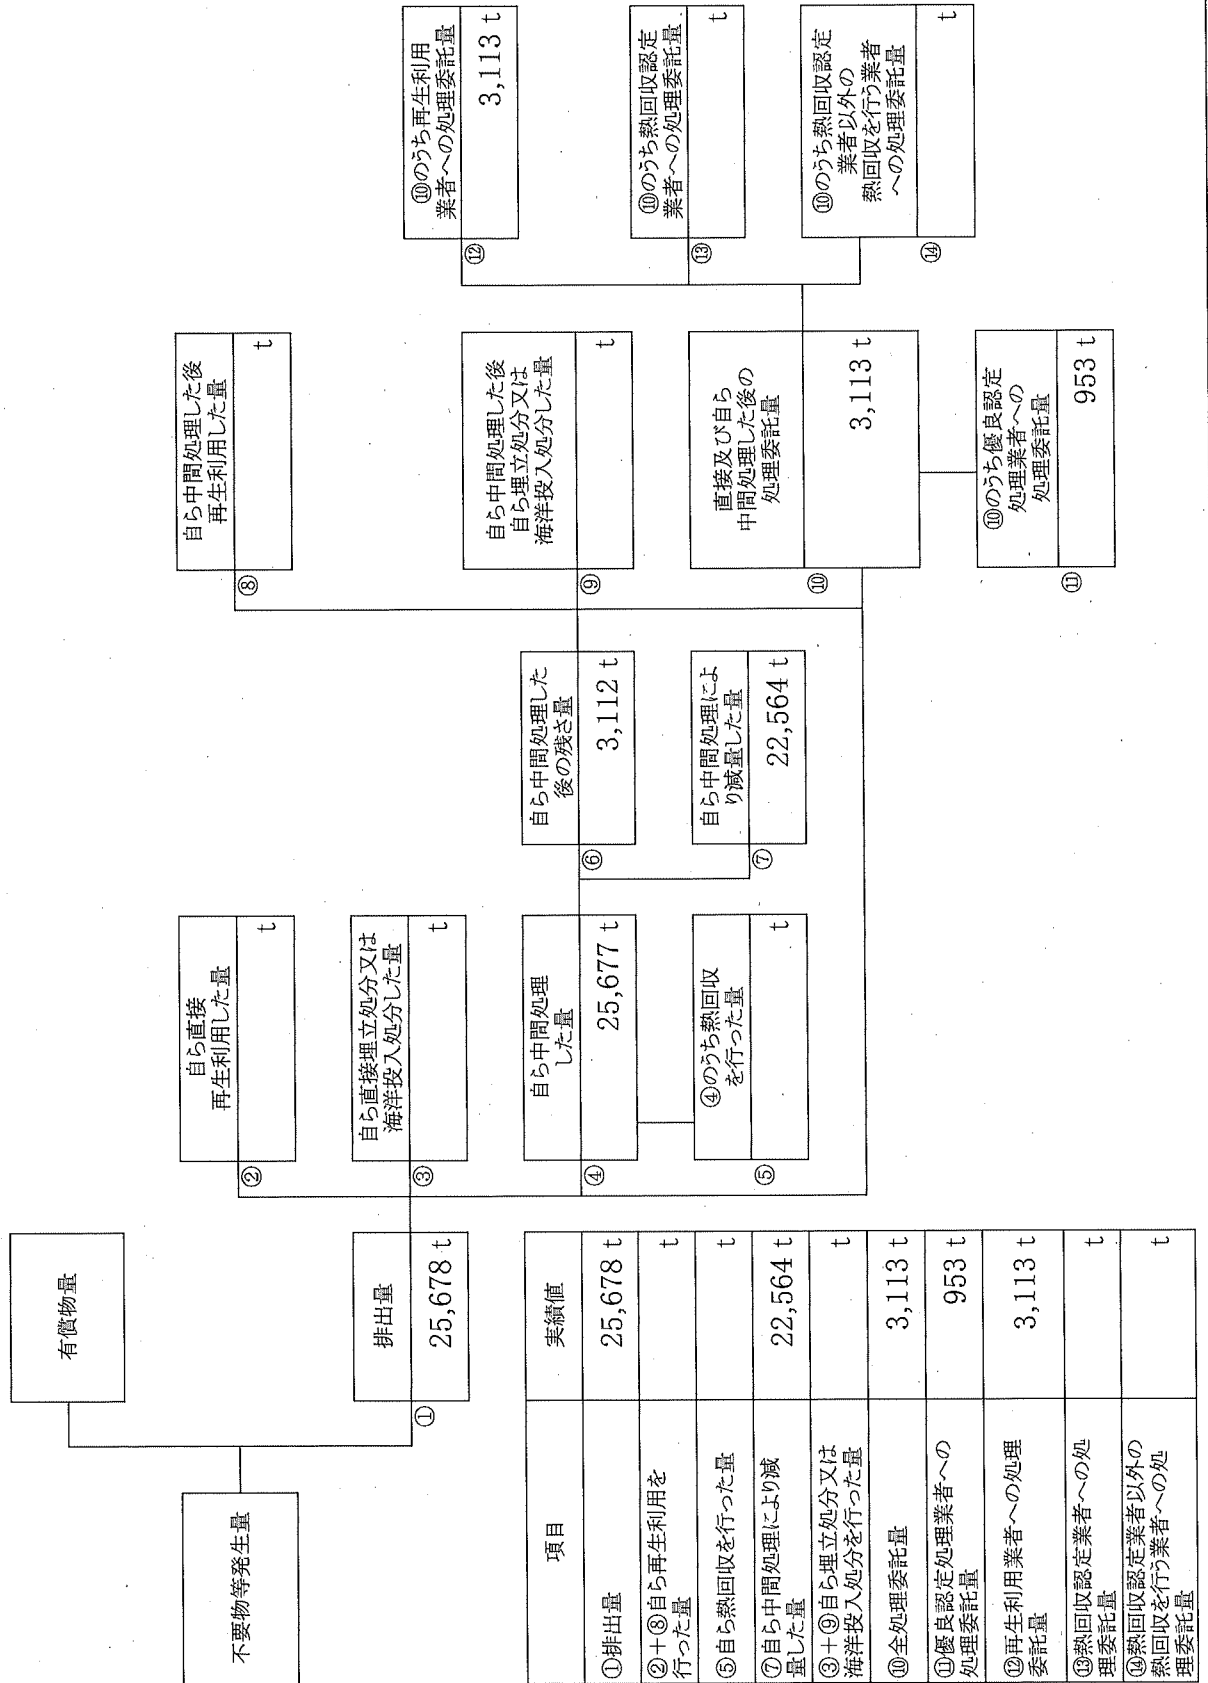 不要物等発生量
有償物量
排出量
① 25,678 t
自ら直接
再生利用した量
② t
自ら直接埋立処分又は
海洋投入処分した量
③ t
自ら中間処理
した量
④ 25,677 t
④のうち熱回収
を行った量
⑤ t
自ら中間処理した
後の残さ量
⑥ 3,112 t
自ら中間処理によ
り減量した量
⑦ 22,564 t
自ら中間処理した後
再生利用した量
⑧ t
自ら中間処理した後
自ら埋立処分又は
海洋投入処分した量
⑨ t
直接及び自ら
中間処理した後の
処理委託量
⑩ 3,113 t
⑩のうち優良認定
処理業者への
処理委託量
⑪ 953 t
⑩のうち再生利用
業者への処理委託量
⑫ 3,113 t
⑩のうち熱回収認定
業者への処理委託量
⑬ t
⑩のうち熱回収認定
業者以外の
熱回収を行う業者
への処理委託量
⑭ t
項目 実績値
①排出量 25,678 t
②+⑧自ら再生利用を
行った量 t
⑤自ら熱回収を行った量 t
⑦自ら中間処理により減
量した量 22,564 t
③+⑨自ら埋立処分又は
海洋投入処分を行った量 t
⑩全処理委託量 3,113 t
⑪優良認定処理業者への
処理委託量 953 t
⑫再生利用業者への処理
委託量 3,113 t
⑬熱回収認定業者への処
理委託量 t
⑭熱回収認定業者以外の
熱回収を行う業者への処
理委託量 t